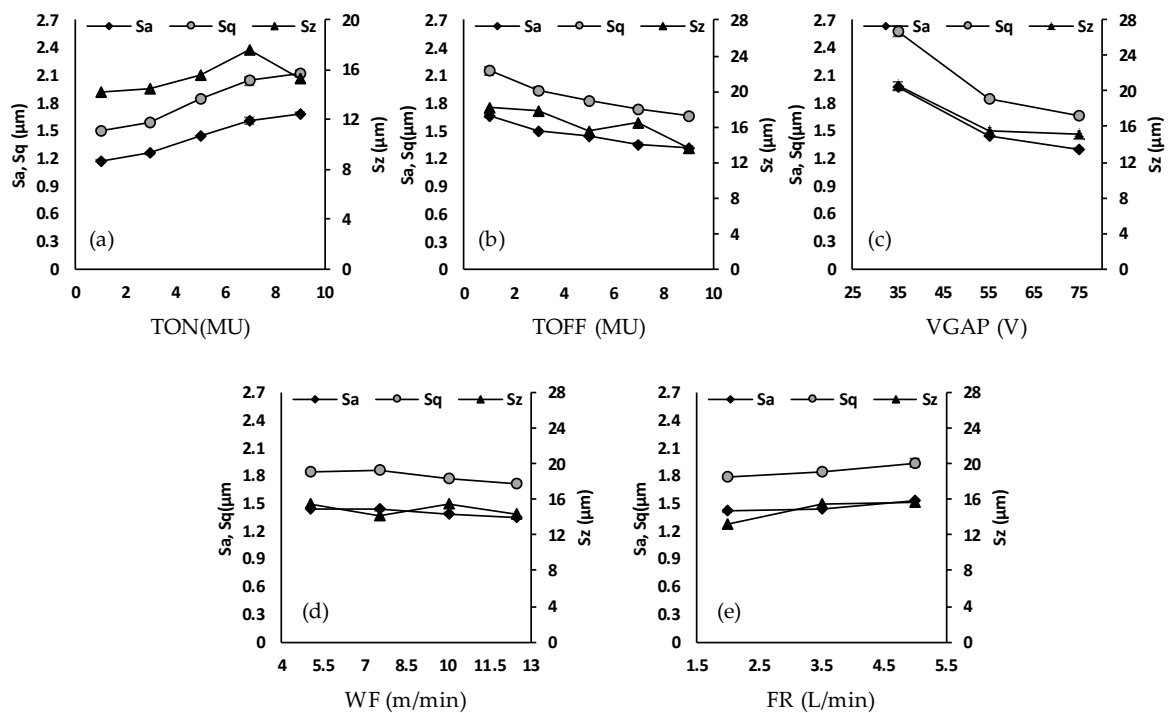 Sa Sq Sz
Sa, Sq (µm)
2.7
2.4
2.1
1.8
1.5
1.2
0.9
0.6
0.3
0
20
16
12
8
4
0
Sz (µm)
(a)
0 2 4 6 8 10
TON(MU)
Sa Sq Sz
Sa, Sq(µm)
2.7
2.4
2.1
1.8
1.5
1.2
0.9
0.6
0.3
0
28
24
20
16
12
8
4
0
Sz (µm)
(b)
0 2 4 6 8 10
TOFF (MU)
Sa Sq Sz
Sa, Sq(µm)
2.7
2.4
2.1
1.8
1.5
1.2
0.9
0.6
0.3
0
28
24
20
16
12
8
4
0
Sz (µm)
(c)
25 35 45 55 65 75
VGAP (V)
Sa Sq Sz
Sa, Sq(µm
2.7
2.4
2.1
1.8
1.5
1.2
0.9
0.6
0.3
0
28
24
20
16
12
8
4
0
Sz (µm)
(d)
4 5.5 7 8.5 10 11.5 13
WF (m/min)
Sa Sq Sz
Sa, Sq(µm
2.7
2.4
2.1
1.8
1.5
1.2
0.9
0.6
0.3
0
28
24
20
16
12
8
4
0
Sz (µm)
(e)
1.5 2.5 3.5 4.5 5.5
FR (L/min)